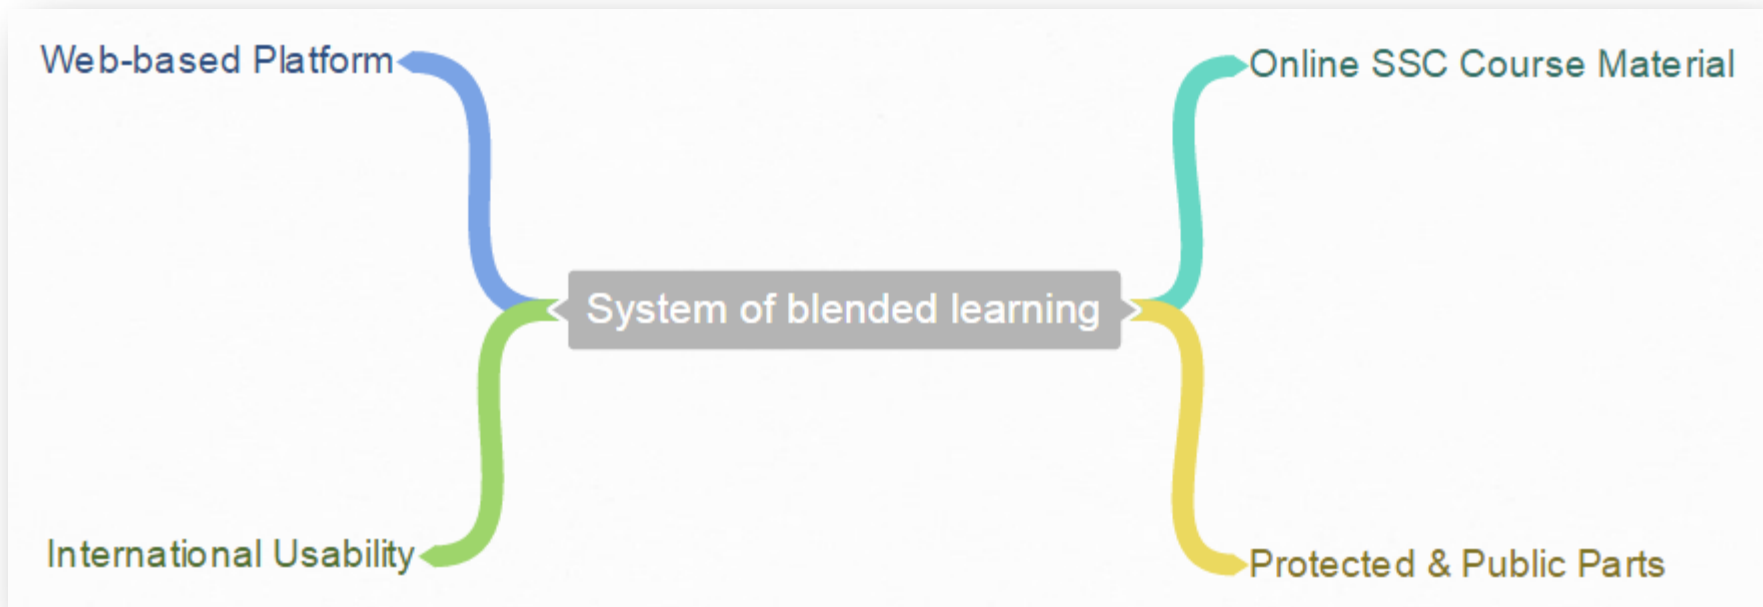 Web-based Platform
Online SSC Course Material
System of blended learning
International Usability
Protected & Public Parts